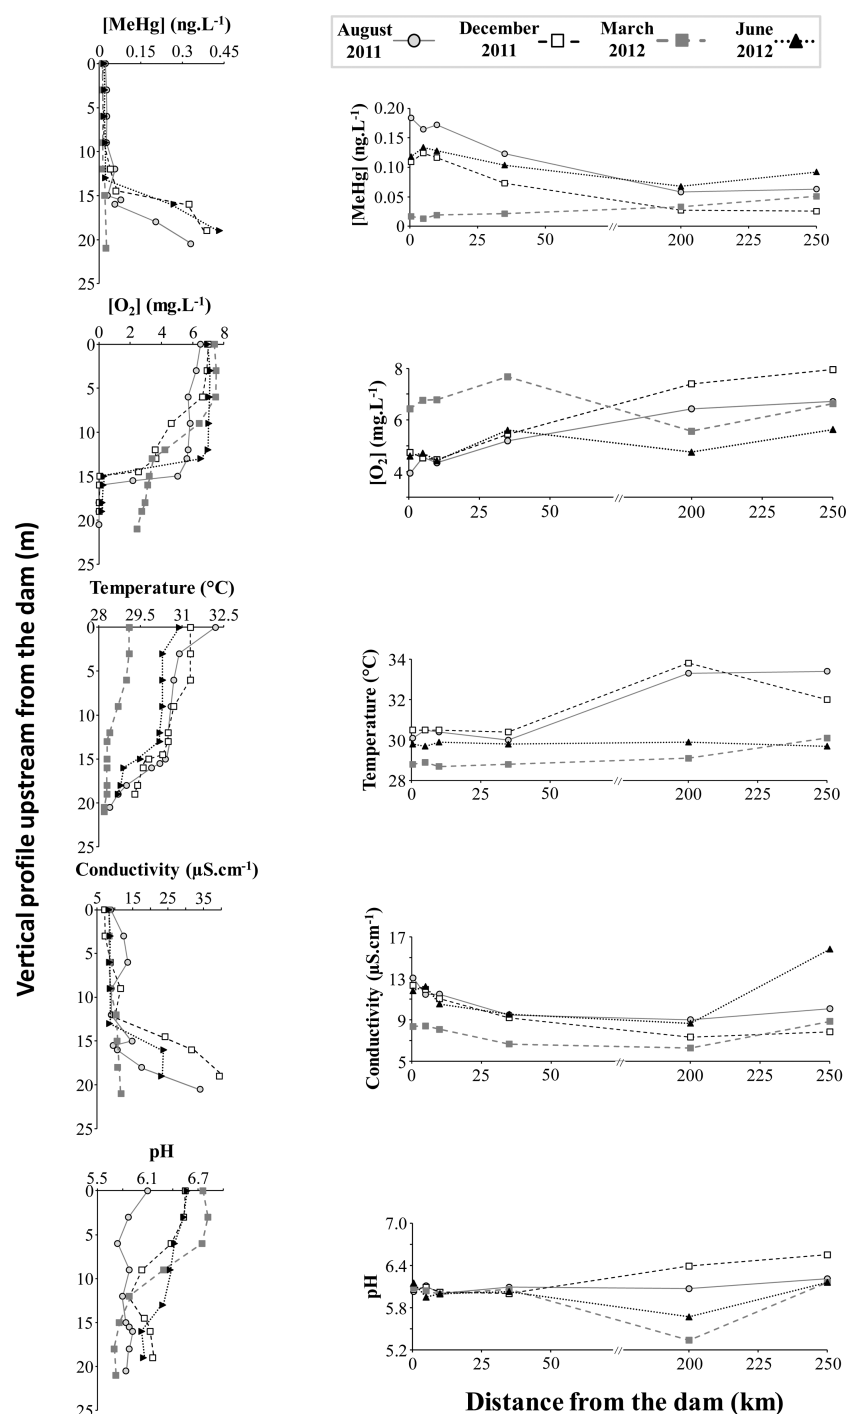 [MeHg] (ng.L-1)
0 0.15 0.3 0.45
0
5
10
15
20
25
August 2011
December 2011
March 2012
June 2012
[MeHg] (ng.L-1)
0.20
0.15
0.10
0.05
0
0 25 50 // 200 225 250
[O2] (mg.L-1)
0 2 4 6 8
0
5
10
15
20
25
[O2] (mg.L-1)
8
6
4
0 25 50 // 200 225 250
Vertical profile upstream from the dam (m)
Temperature (°C)
28 29.5 31 32.5
0
5
10
15
20
25
Temperature (°C)
34
32
30
28
0 25 50 // 200 225 250
Conductivity (µS.cm-1)
5 15 25 35
0
5
10
15
20
25
Conductivity (µS.cm-1)
17
13
9
5
0 25 50 // 200 225 250
pH
5.5 6.1 6.7
0
5
10
15
20
25
pH
7.0
6.4
5.8
5.2
0 25 50 // 200 225 250
Distance from the dam (km)